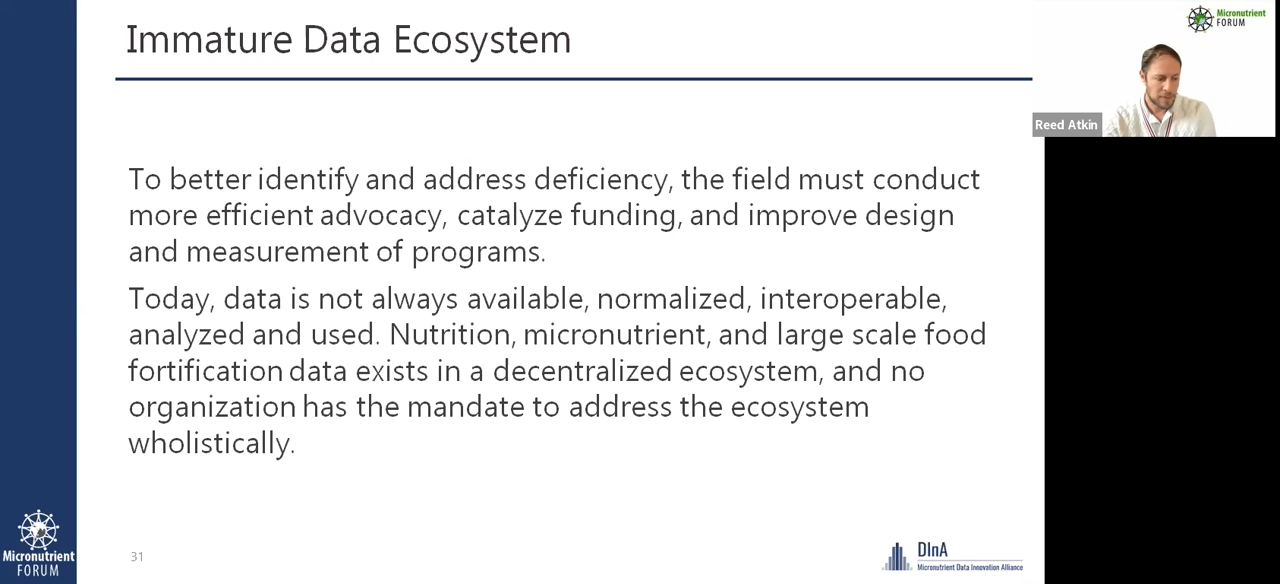 Immature Data Ecosystem
Micronutrient
FORUM
Reed Atkin
To better identify and address deficiency, the field must conduct
more efficient advocacy, catalyze funding, and improve design
and measurement of programs.
Today, data is not always available, normalized, interoperable,
analyzed and used. Nutrition, micronutrient, and large scale food
fortification data exists in a decentralized ecosystem, and no
organization has the mandate to address the ecosystem
wholistically.
Micronutrient
FORUM
31
DInA
Micronutrient Data Innovation Alliance